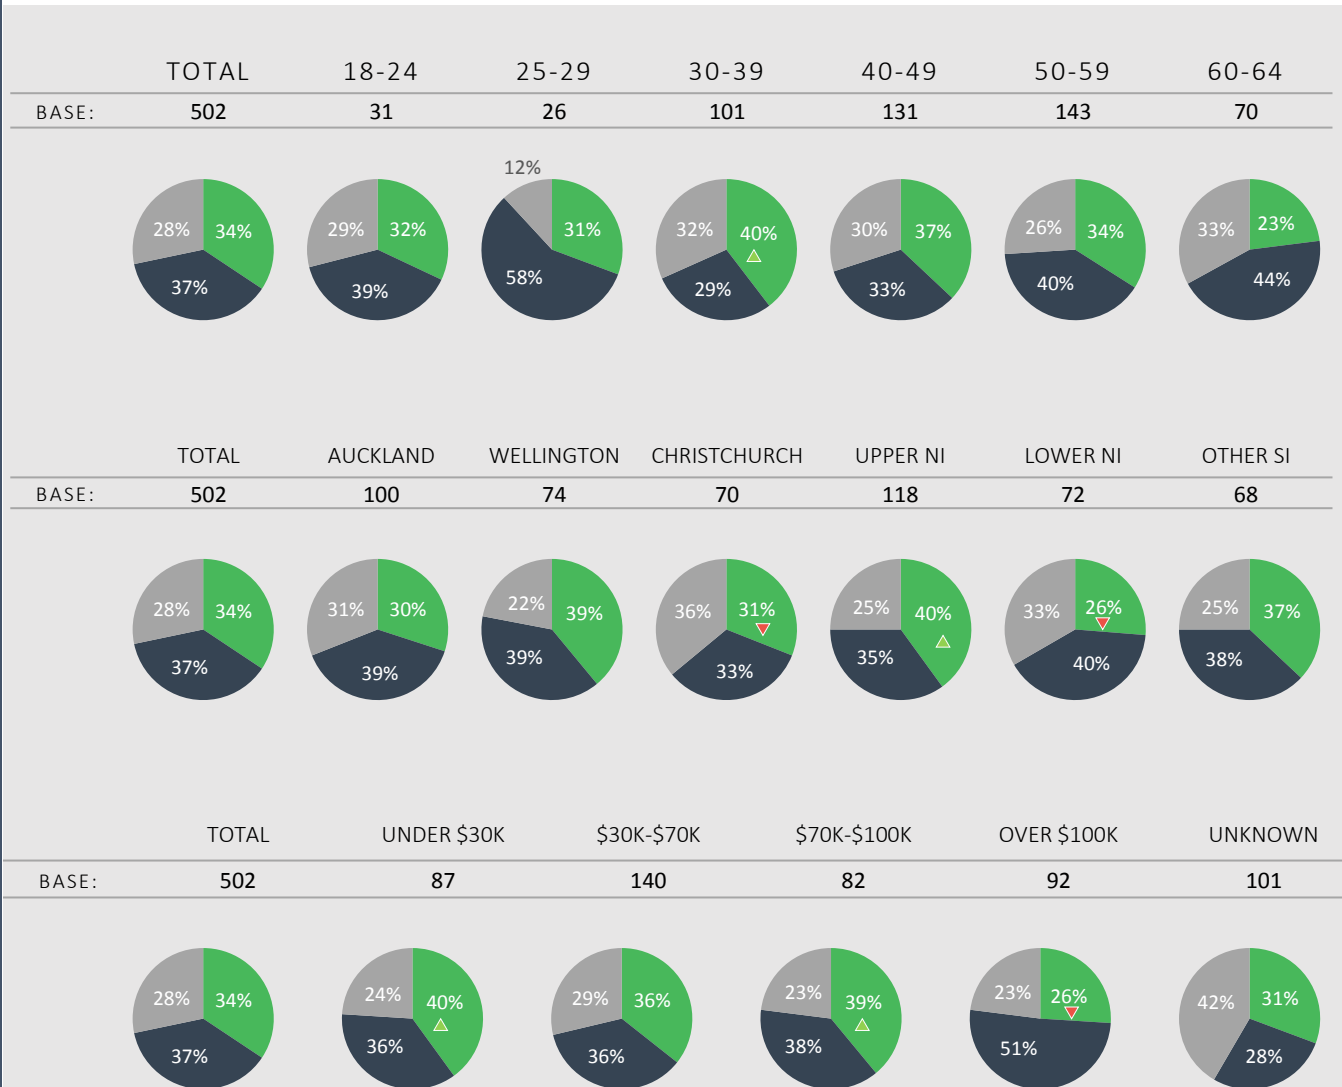 TOTAL 18-24 25-29 30-39 40-49 50-59 60-64
BASE: 502 31 26 101 131 143 70
12%
28% 34% 29% 32% 31% 32% 40% 30% 37% 26% 34% 33% 23%
37% 39% 58% 29% 33% 40% 44%
TOTAL AUCKLAND WELLINGTON CHRISTCHURCH UPPER NI LOWER NI OTHER SI
BASE: 502 100 74 70 118 72 68
28% 34% 31% 30% 22% 39% 36% 31% 25% 40% 33% 26% 25% 37%
37% 39% 39% 33% 35% 40% 38%
TOTAL UNDER $30K $30K-$70K $70K-$100K OVER $100K UNKNOWN
BASE: 502 87 140 82 92 101
28% 34% 24% 40% 29% 36% 23% 39% 23% 26% 42% 31%
37% 36% 36% 38% 51% 28%